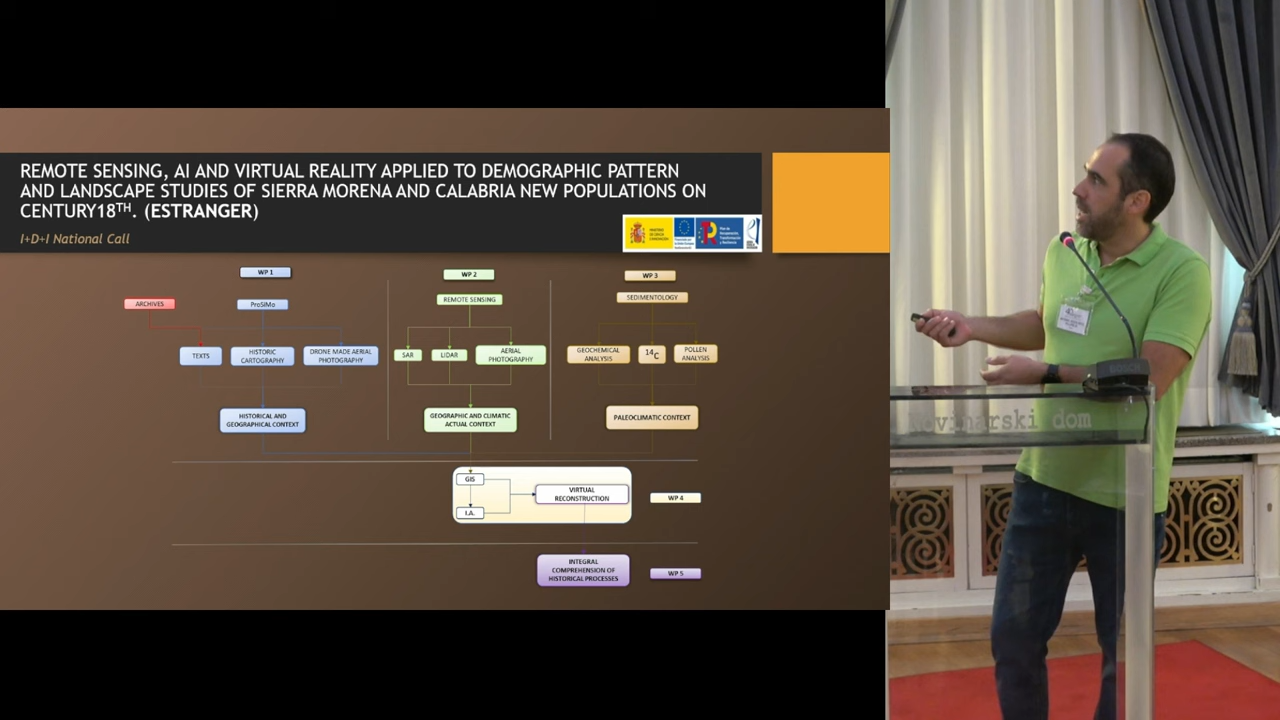 REMOTE SENSING, AI AND VIRTUAL REALITY APPLIED TO DEMOGRAPHIC PATTERN
AND LANDSCAPE STUDIES OF SIERRA MORENA AND CALABRIA NEW POPULATIONS ON
CENTURY18TH. (ESTRANGER)
I+D+I National Call
WP 1
WP 2
WP 3
ARCHIVES
ProSiMo
REMOTE SENSING
SEDIMENTOLOGY
TEXTS
HISTORIC
CARTOGRAPHY
DRONE MADE AERIAL
PHOTOGRAPHY
SAR
LIDAR
AERIAL
PHOTOGRAPHY
GEOCHEMICAL
ANALYSIS
14C
POLLEN
ANALYSIS
HISTORICAL AND
GEOGRAPHICAL CONTEXT
GEOGRAPHIC AND CLIMATIC
ACTUAL CONTEXT
PALEOCLIMATIC CONTEXT
GIS
I.A.
VIRTUAL
RECONSTRUCTION
WP 4
INTEGRAL
COMPREHENSION OF
HISTORICAL PROCESSES
WP 5
BOSCH
Novinarski dom